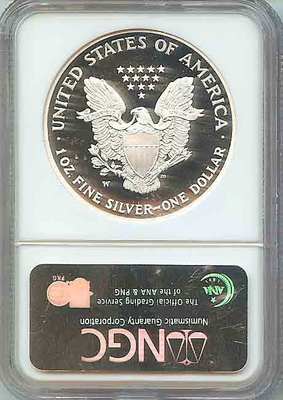 UNITED STATES OF AMERICA
W
1 OZ. FINE SILVER~ONE DOLLAR
NGC
Numismatic Guaranty Corporation
The Official Grading Service
of the ANA & PNG
ANA
PNG